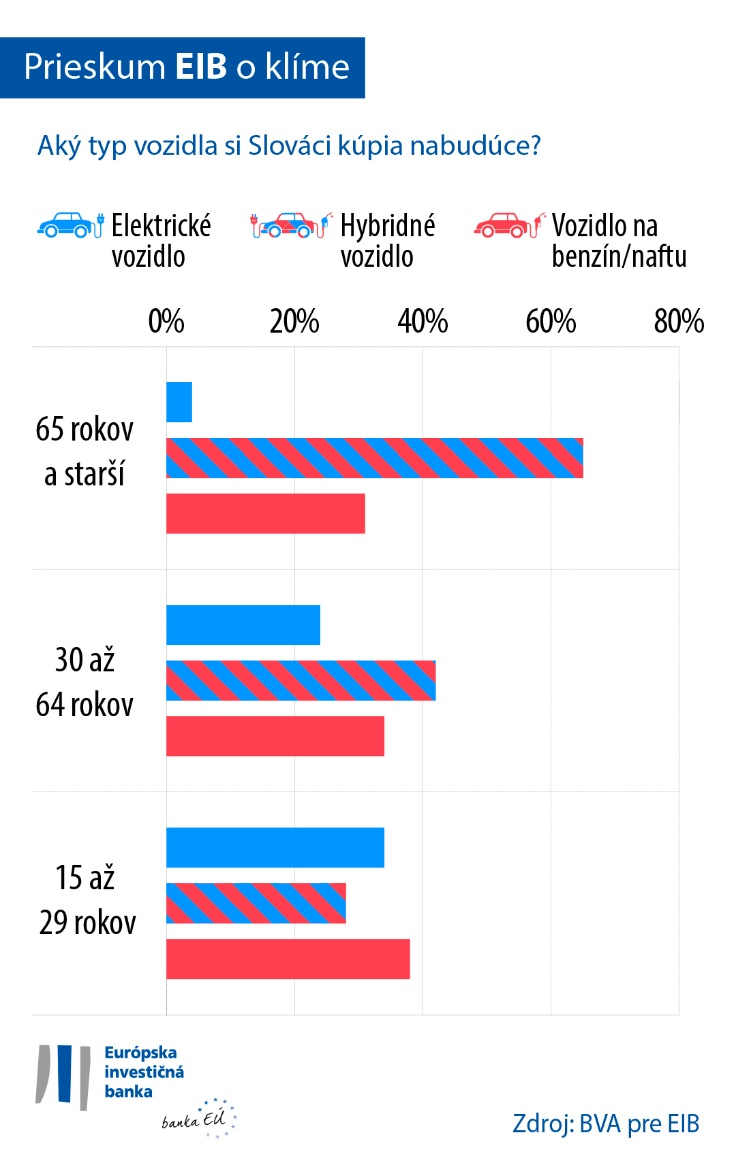 Prieskum EIB o klíme
Aký typ vozidla si Slováci kúpia nabudúce?
Elektrické
vozidlo
Hybridné
vozidlo
Vozidlo na
benzín/naftu
0% 20% 40% 60% 80%
65 rokov
a starší
30 až
64 rokov
15 až
29 rokov
Európska
investičná
banka
banka EÚ
Zdroj: BVA pre EIB